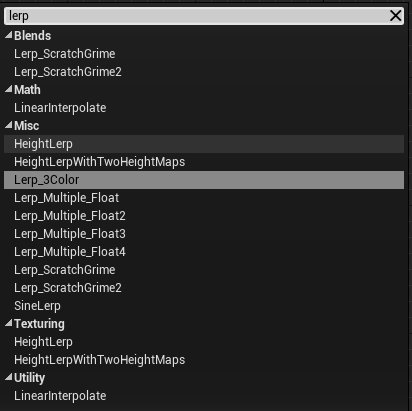 lerp
Blends
Lerp_ScratchGrime
Lerp_ScratchGrime2
Math
LinearInterpolate
Misc
HeightLerp
HeightLerpWithTwoHeightMaps
Lerp_3Color
Lerp_Multiple_Float
Lerp_Multiple_Float2
Lerp_Multiple_Float3
Lerp_Multiple_Float4
Lerp_ScratchGrime
Lerp_ScratchGrime2
SineLerp
Texturing
HeightLerp
HeightLerpWithTwoHeightMaps
Utility
LinearInterpolate